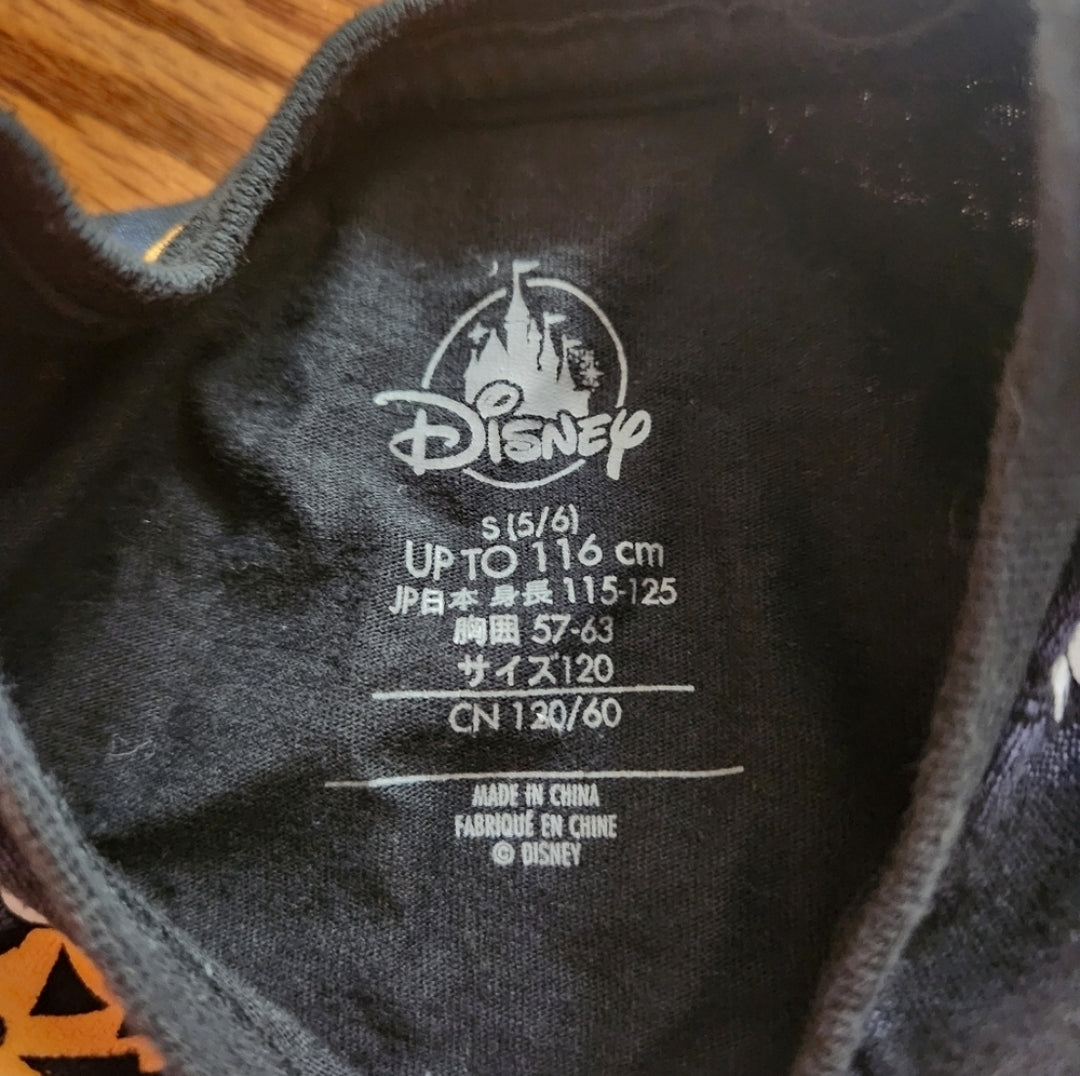 Disney
S (5/6)
UP TO 116 cm
JP日本 身長 115-125
胸囲 57-63
サイズ120
CN 130/60
MADE IN CHINA
FABRIQUÉ EN CHINE
© DISNEY